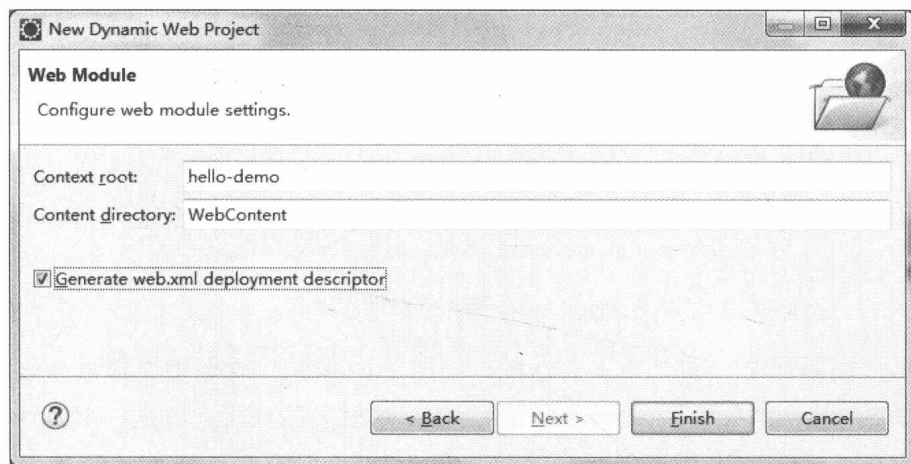 New Dynamic Web Project
Web Module
Configure web module settings.
Context root: hello-demo
Content directory: WebContent
Generate web.xml deployment descriptor
? < Back Next > Finish Cancel